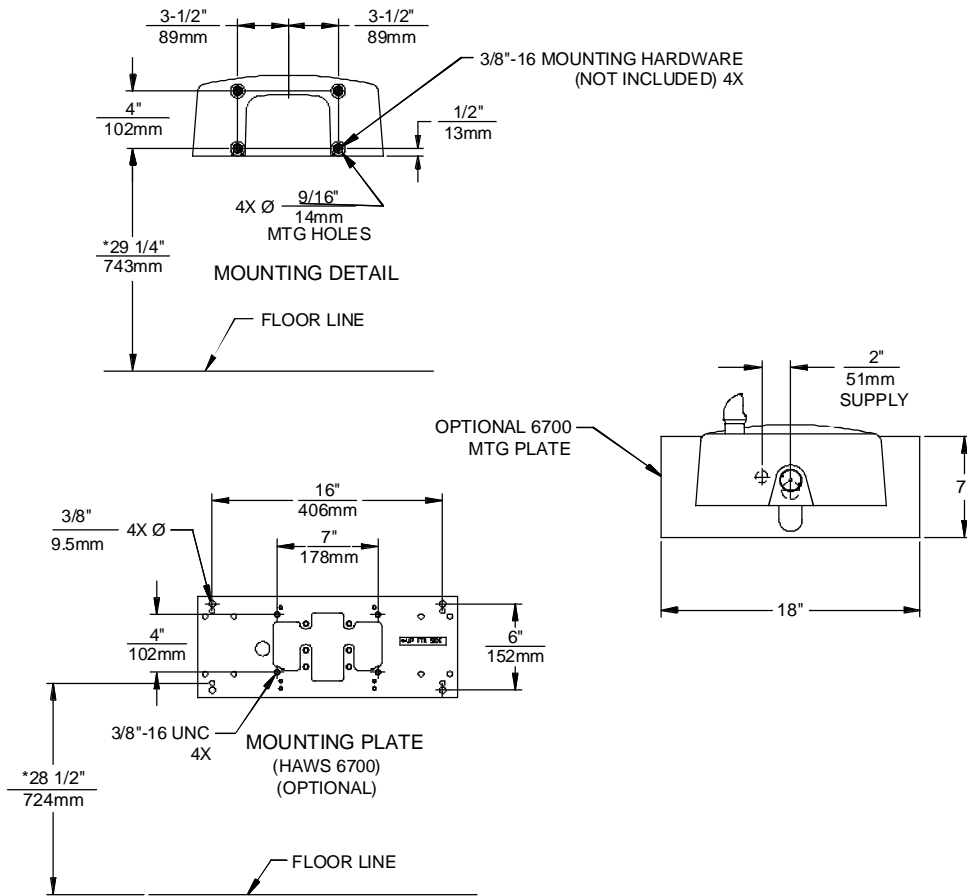 3-1/2"
89mm
3-1/2"
89mm
3/8"-16 MOUNTING HARDWARE
(NOT INCLUDED) 4X
4"
102mm
1/2"
13mm
4X Ø 9/16"
14mm
MTG HOLES
*29 1/4"
743mm
MOUNTING DETAIL
FLOOR LINE
2"
51mm
SUPPLY
OPTIONAL 6700
MTG PLATE
7
18"
16"
406mm
3/8"
9.5mm
4X Ø
7"
178mm
4"
102mm
6"
152mm
3/8"-16 UNC
4X
MOUNTING PLATE
(HAWS 6700)
(OPTIONAL)
*28 1/2"
724mm
FLOOR LINE